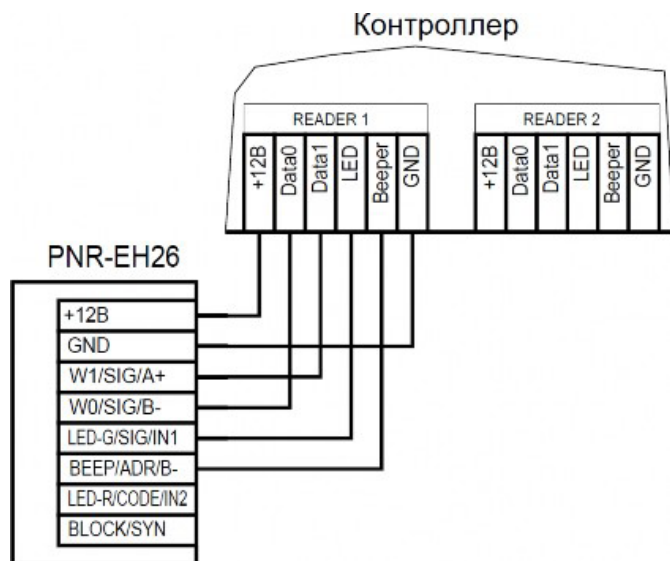 Контроллер
READER 1
READER 2
+12В
Data0
Data1
LED
Beeper
GND
+12В
Data0
Data1
LED
Beeper
GND
PNR-EH26
+12В
GND
W1/SIG/A+
W0/SIG/B-
LED-G/SIG/IN1
BEEP/ADR/B-
LED-R/CODE/IN2
BLOCK/SYN